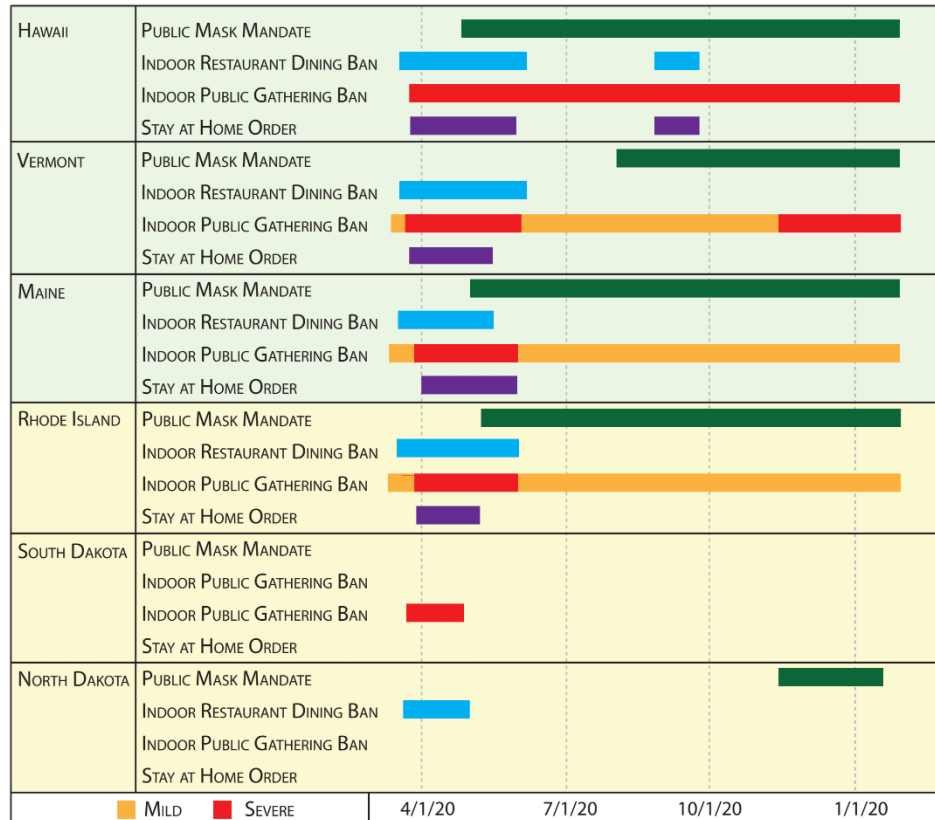 Hawaii Public Mask Mandate
Indoor Restaurant Dining Ban
Indoor Public Gathering Ban
Stay at Home Order
Vermont Public Mask Mandate
Indoor Restaurant Dining Ban
Indoor Public Gathering Ban
Stay at Home Order
Maine Public Mask Mandate
Indoor Restaurant Dining Ban
Indoor Public Gathering Ban
Stay at Home Order
Rhode Island Public Mask Mandate
Indoor Restaurant Dining Ban
Indoor Public Gathering Ban
Stay at Home Order
South Dakota Public Mask Mandate
Indoor Public Gathering Ban
Indoor Public Gathering Ban
Stay at Home Order
North Dakota Public Mask Mandate
Indoor Restaurant Dining Ban
Indoor Public Gathering Ban
Stay at Home Order
Mild Severe 4/1/20 7/1/20 10/1/20 1/1/20